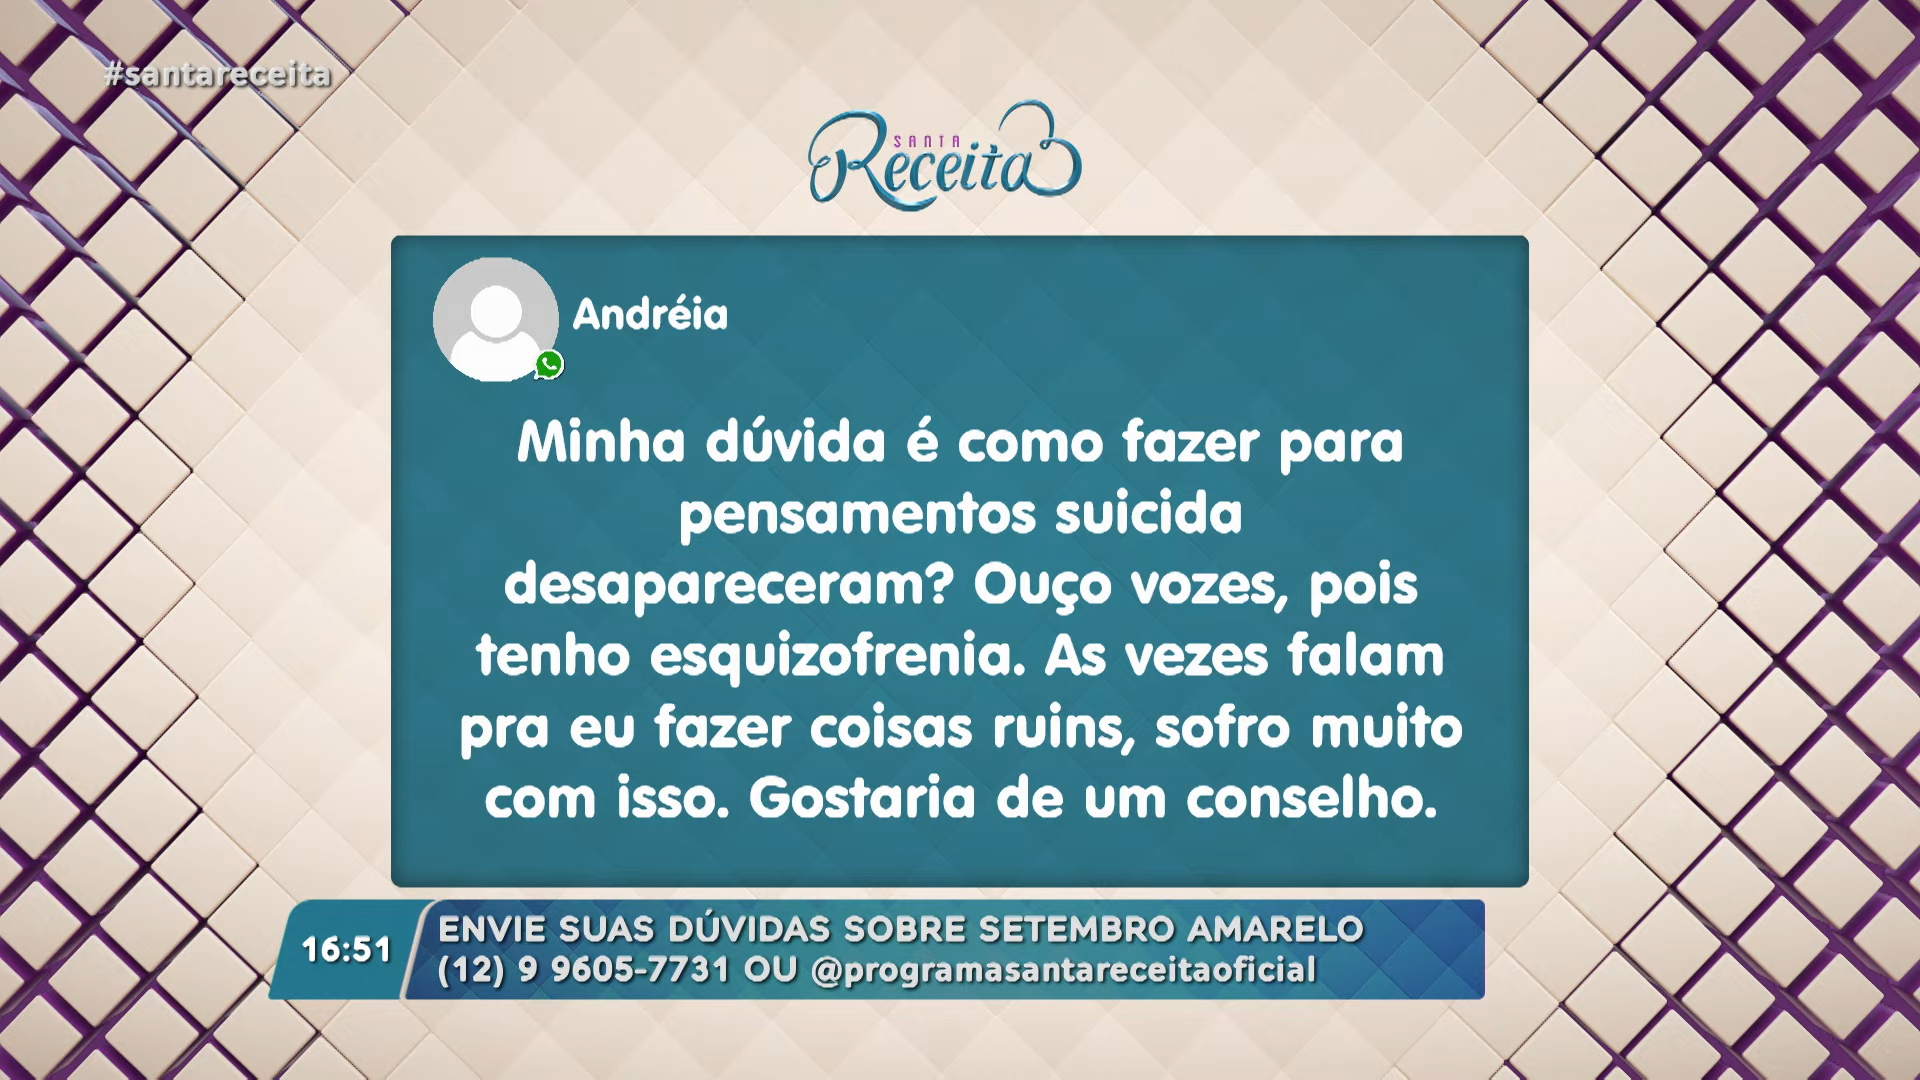 #santareceita
SANTA
Receita
Andréia
Minha dúvida é como fazer para
pensamentos suicida
desapareceram? Ouço vozes, pois
tenho esquizofrenia. As vezes falam
pra eu fazer coisas ruins, sofro muito
com isso. Gostaria de um conselho.
16:51
ENVIE SUAS DÚVIDAS SOBRE SETEMBRO AMARELO
(12) 9 9605-7731 OU @programasantareceitaoficial